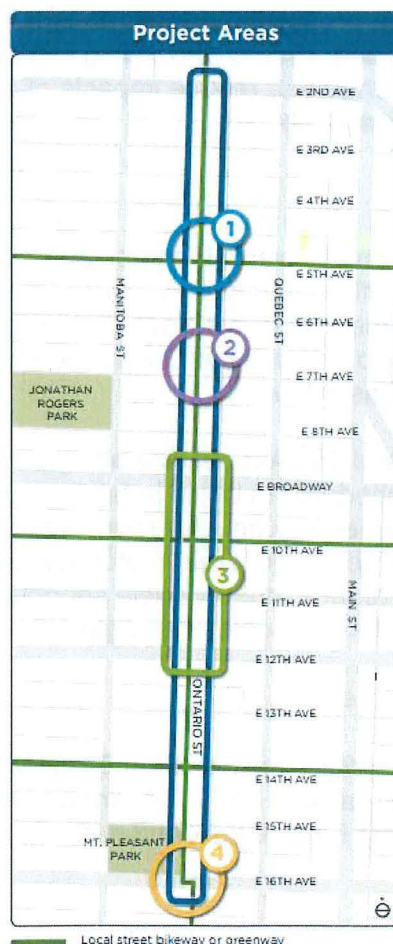 Project Areas
E 2ND AVE
E 3RD AVE
E 4TH AVE
1
E 5TH AVE
MANITOBA ST
QUEBEC ST
E 6TH AVE
2
E 7TH AVE
JONATHAN
ROGERS
PARK
E 8TH AVE
E BROADWAY
E 10TH AVE
3
MAIN ST
E 11TH AVE
E 12TH AVE
ONTARIO ST
E 13TH AVE
E 14TH AVE
E 15TH AVE
MT. PLEASANT
PARK
4
E 16TH AVE
Local street bikeway or greenway